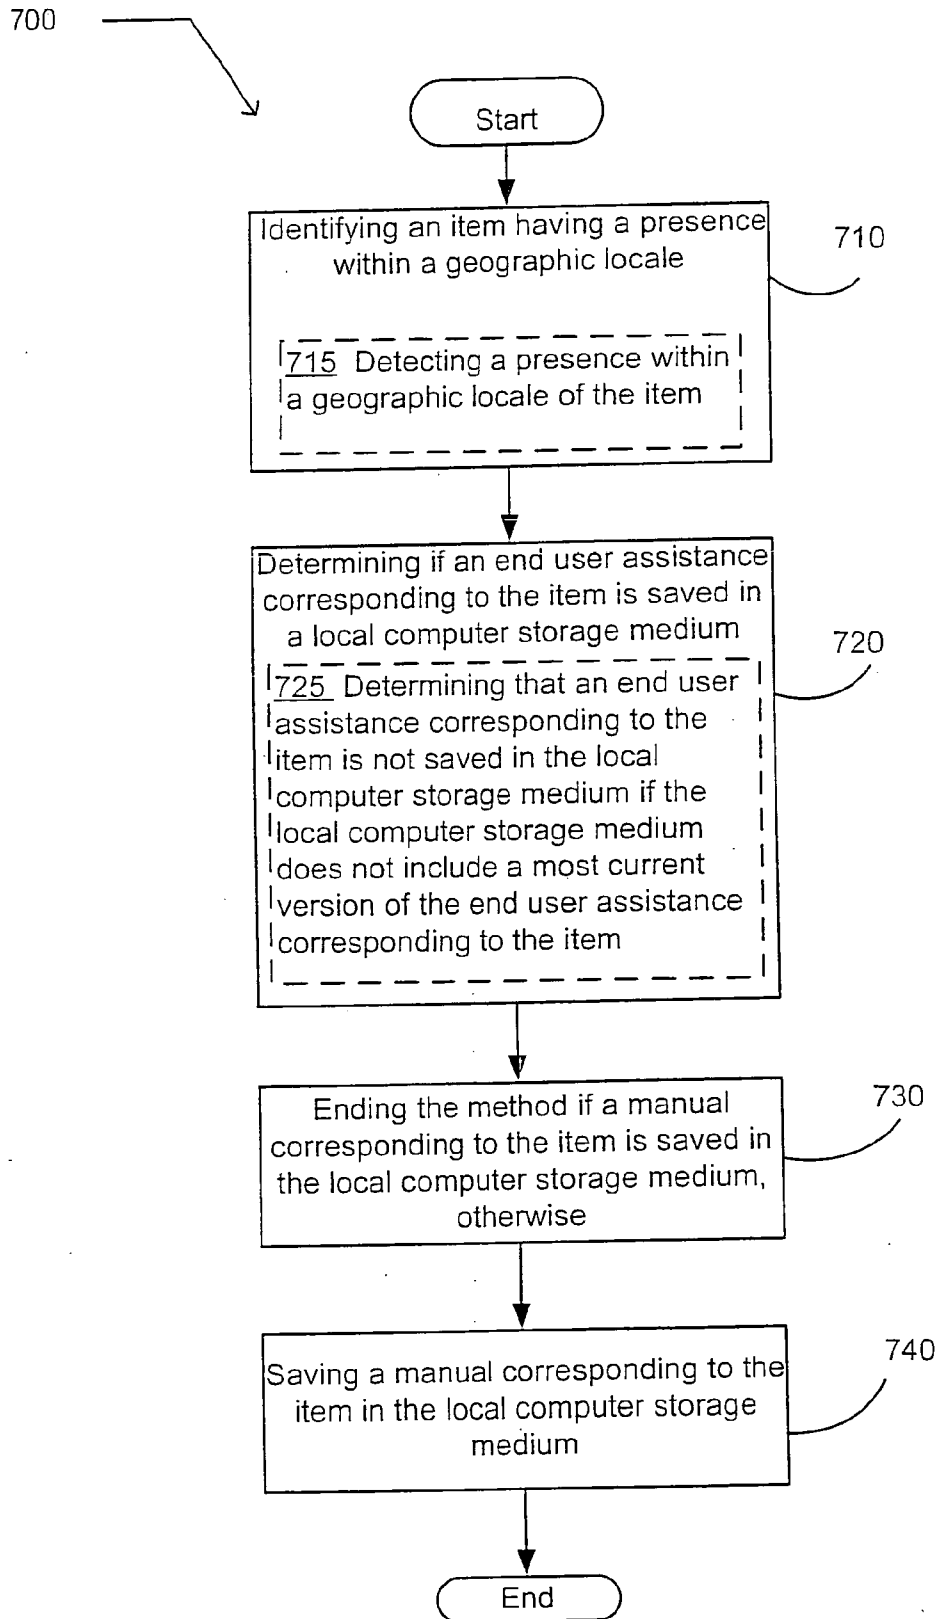 700
Start
Identifying an item having a presence
within a geographic locale
710
715 Detecting a presence within
a geographic locale of the item
Determining if an end user assistance
corresponding to the item is saved in
a local computer storage medium
720
725 Determining that an end user
assistance corresponding to the
item is not saved in the local
computer storage medium if the
local computer storage medium
does not include a most current
version of the end user assistance
corresponding to the item
Ending the method if a manual
corresponding to the item is saved in
the local computer storage medium,
otherwise
730
Saving a manual corresponding to the
item in the local computer storage
medium
740
End